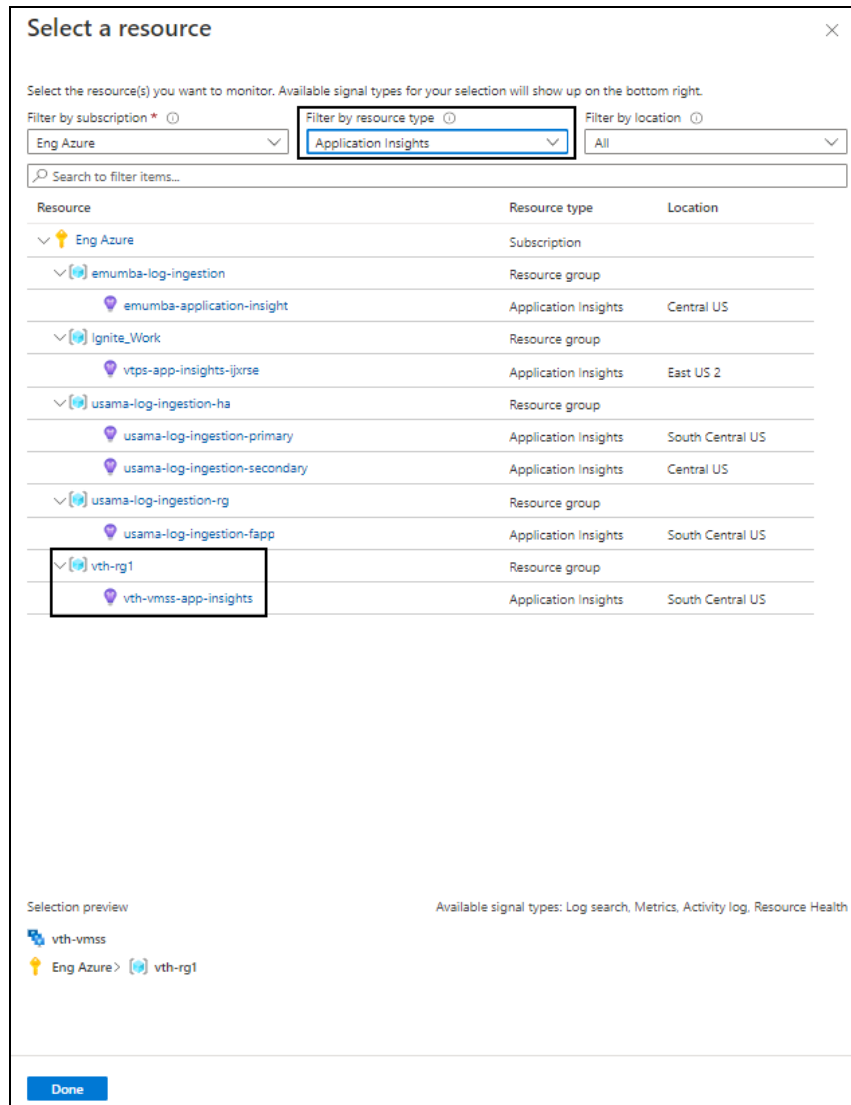 Select a resource
Select the resource(s) you want to monitor. Available signal types for your selection will show up on the bottom right.
Filter by subscription * Filter by resource type Filter by location
Eng Azure Application Insights All
Search to filter items...
Resource Resource type Location
Eng Azure Subscription
emumba-log-ingestion Resource group
emumba-application-insight Application Insights Central US
Ignite_Work Resource group
vtps-app-insights-ijxrse Application Insights East US 2
usama-log-ingestion-ha Resource group
usama-log-ingestion-primary Application Insights South Central US
usama-log-ingestion-secondary Application Insights Central US
usama-log-ingestion-rg Resource group
usama-log-ingestion-fapp Application Insights South Central US
vth-rg1 Resource group
vth-vmss-app-insights Application Insights South Central US
Selection preview Available signal types: Log search, Metrics, Activity log, Resource Health
vth-vmss
Eng Azure > vth-rg1
Done